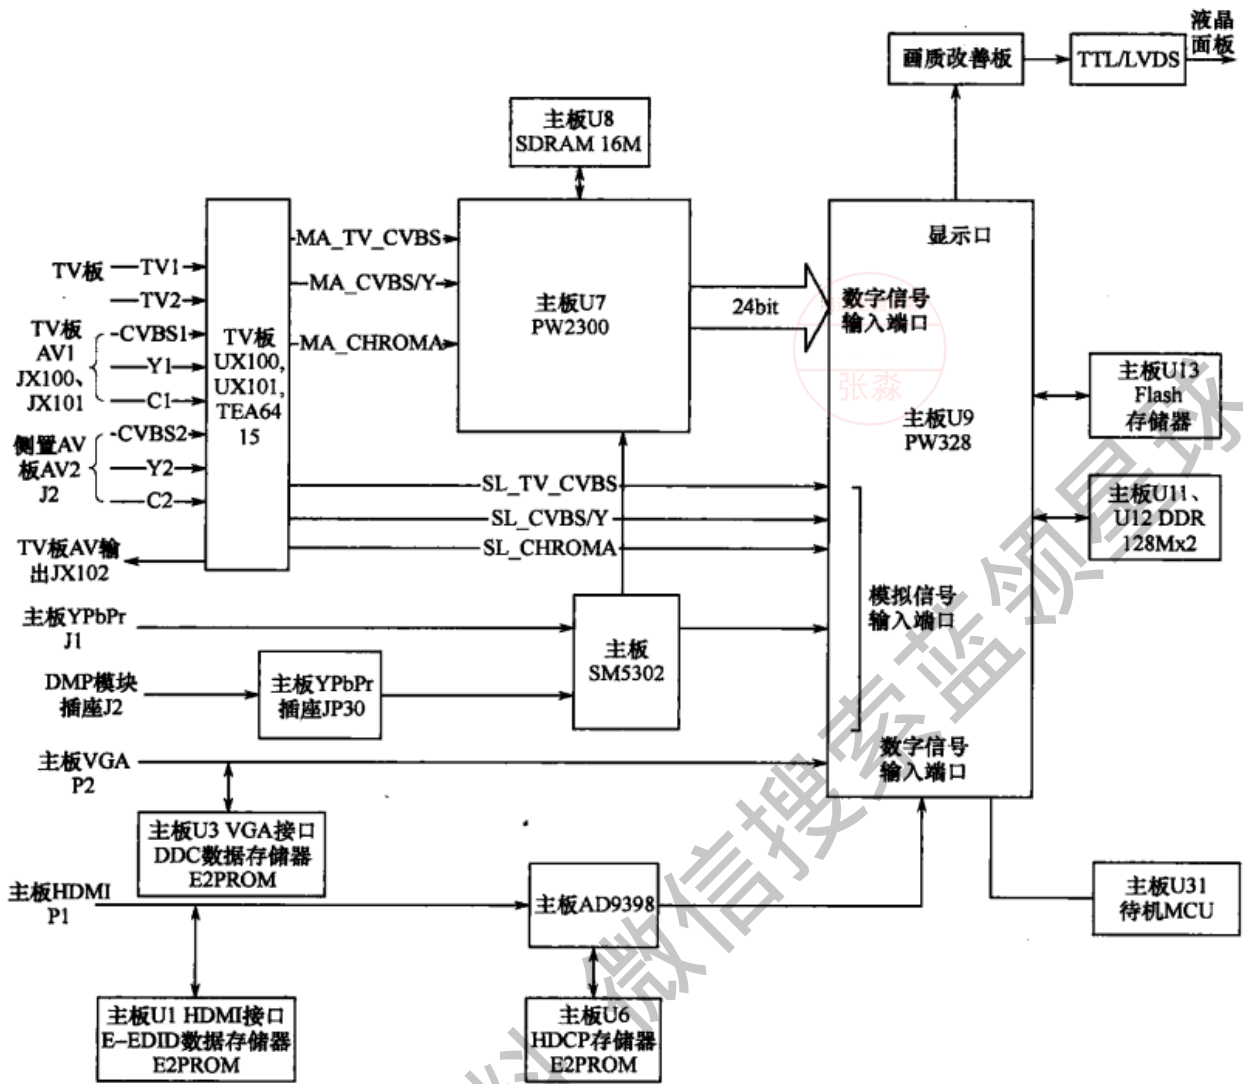 液晶
面板
画质改善板
TTL/LVDS
主板U8
SDRAM 16M
显示口
MA_TV_CVBS
MA_CVBS/Y
MA_CHROMA
TV板
TV1
TV2
TV板
AV1
JX100、
JX101
CVBS1
Y1
C1
侧置AV
板AV2
J2
CVBS2
Y2
C2
TV板AV输
出JX102
TV板
UX100,
UX101,
TEA64
15
主板U7
PW2300
24bit
数字信号
输入端口
张淼
主板U9
PW328
主板U13
Flash
存储器
主板U11、
U12 DDR
128Mx2
SL_TV_CVBS
SL_CVBS/Y
SL_CHROMA
模拟信号
输入端口
主板YPbPr
J1
主板
SM5302
DMP模块
插座J2
主板YPbPr
插座JP30
数字信号
输入端口
主板VGA
P2
主板U3 VGA接口
DDC数据存储器
E2PROM
主板HDMI
P1
主板AD9398
主板U31
待机MCU
主板U1 HDMI接口
E-EDID数据存储器
E2PROM
主板U6
HDCP存储器
E2PROM
微信搜索蓝领星球